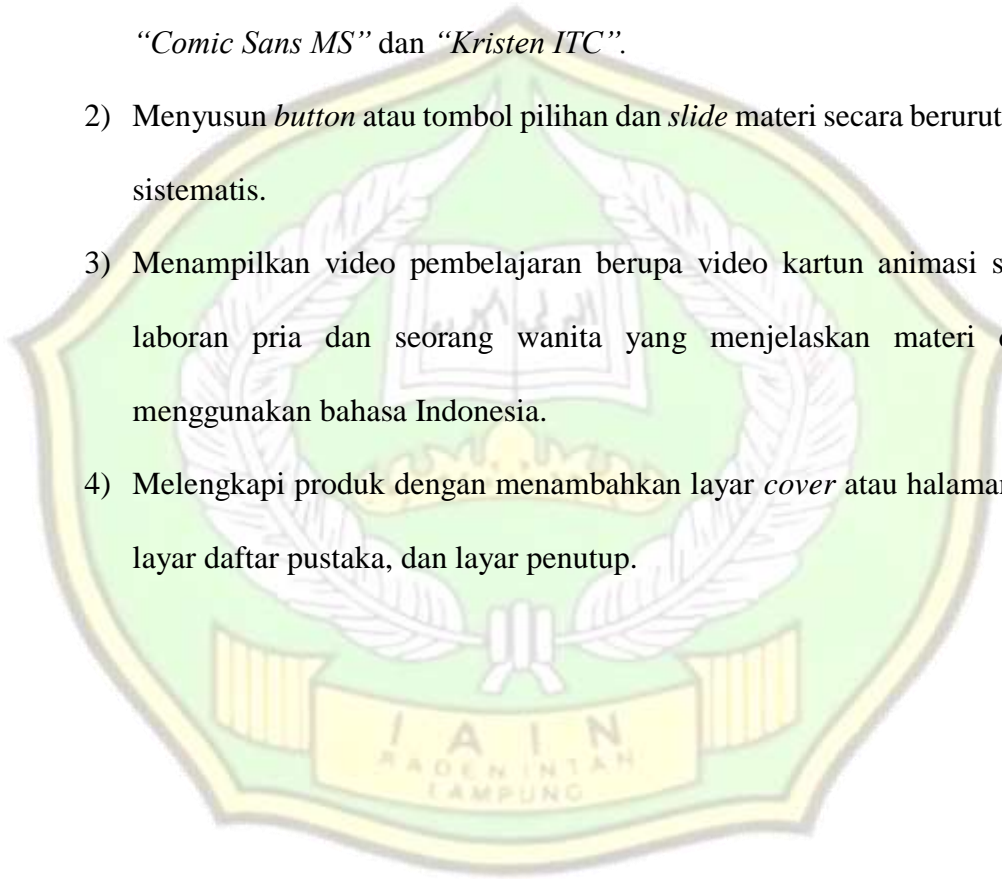 “Comic Sans MS” dan “Kristen ITC”.
2) Menyusun button atau tombol pilihan dan slide materi secara berurut
sistematis.
3) Menampilkan video pembelajaran berupa video kartun animasi s
laboran pria dan seorang wanita yang menjelaskan materi
menggunakan bahasa Indonesia.
4) Melengkapi produk dengan menambahkan layar cover atau halaman
layar daftar pustaka, dan layar penutup.
IAIN
RADEN INTAN
LAMPUNG